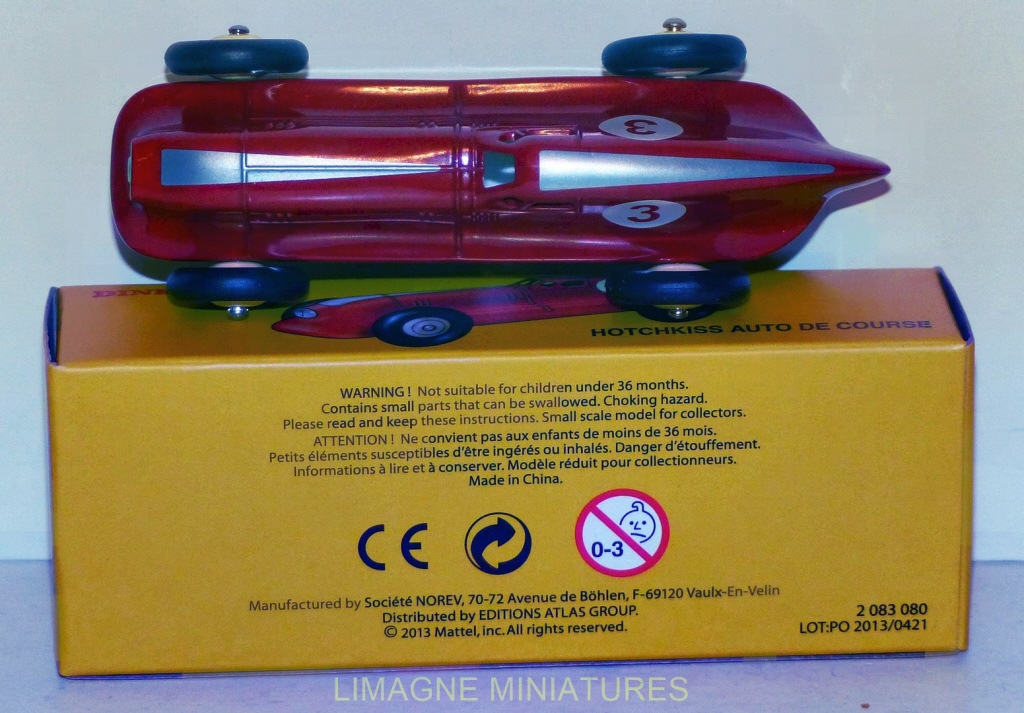 3
3
HOTCHKISS AUTO DE COURSE
WARNING ! Not suitable for children under 36 months.
Contains small parts that can be swallowed. Choking hazard.
Please read and keep these instructions. Small scale model for collectors.
ATTENTION ! Ne convient pas aux enfants de moins de 36 mois.
Petits éléments susceptibles d'être ingérés ou inhalés. Danger d'étouffement.
Informations à lire et à conserver. Modèle réduit pour collectionneurs.
Made in China.
CE
0-3
Manufactured by Société NOREV, 70-72 Avenue de Böhlen, F-69120 Vaulx-En-Velin
Distributed by EDITIONS ATLAS GROUP.
© 2013 Mattel, inc. All rights reserved.
2 083 080
LOT:PO 2013/0421
LIMAGNE MINIATURES